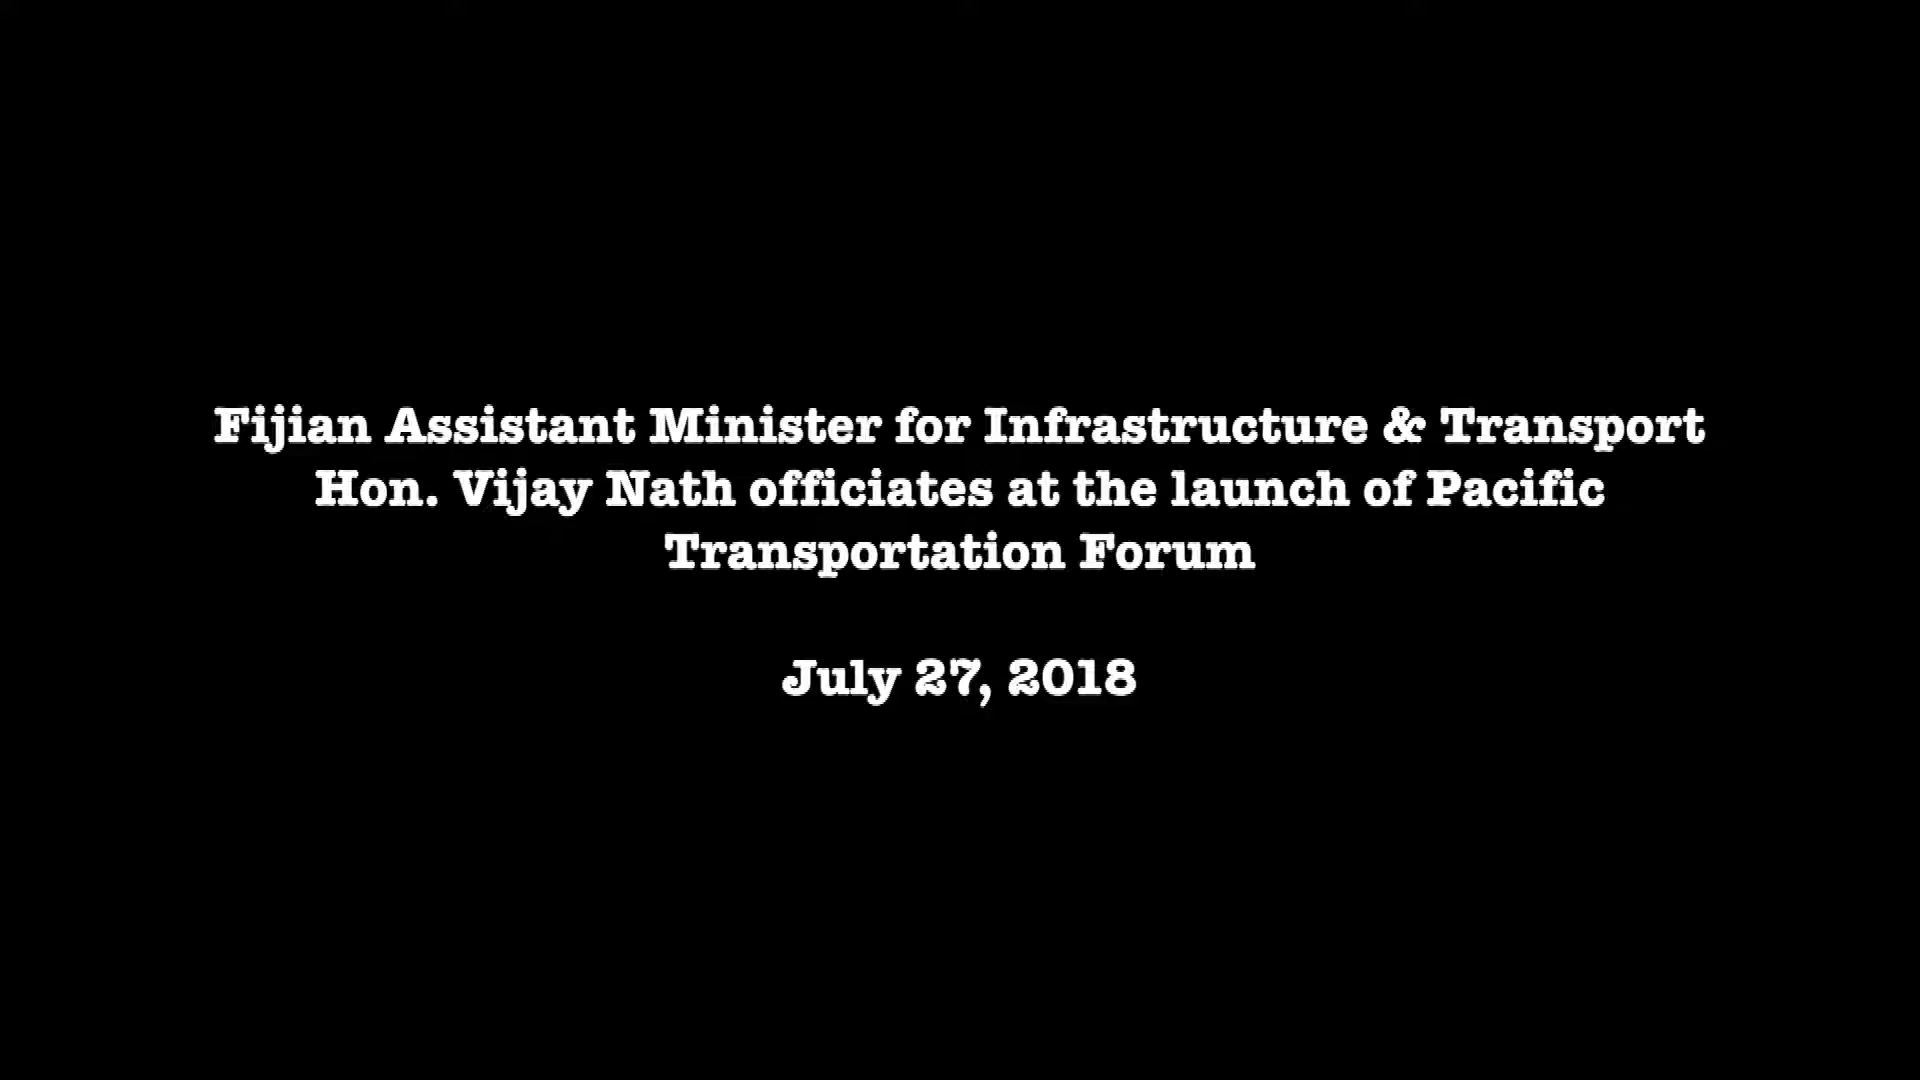 Fijian Assistant Minister for Infrastructure & Transport
Hon. Vijay Nath officiates at the launch of Pacific
Transportation Forum
July 27, 2018